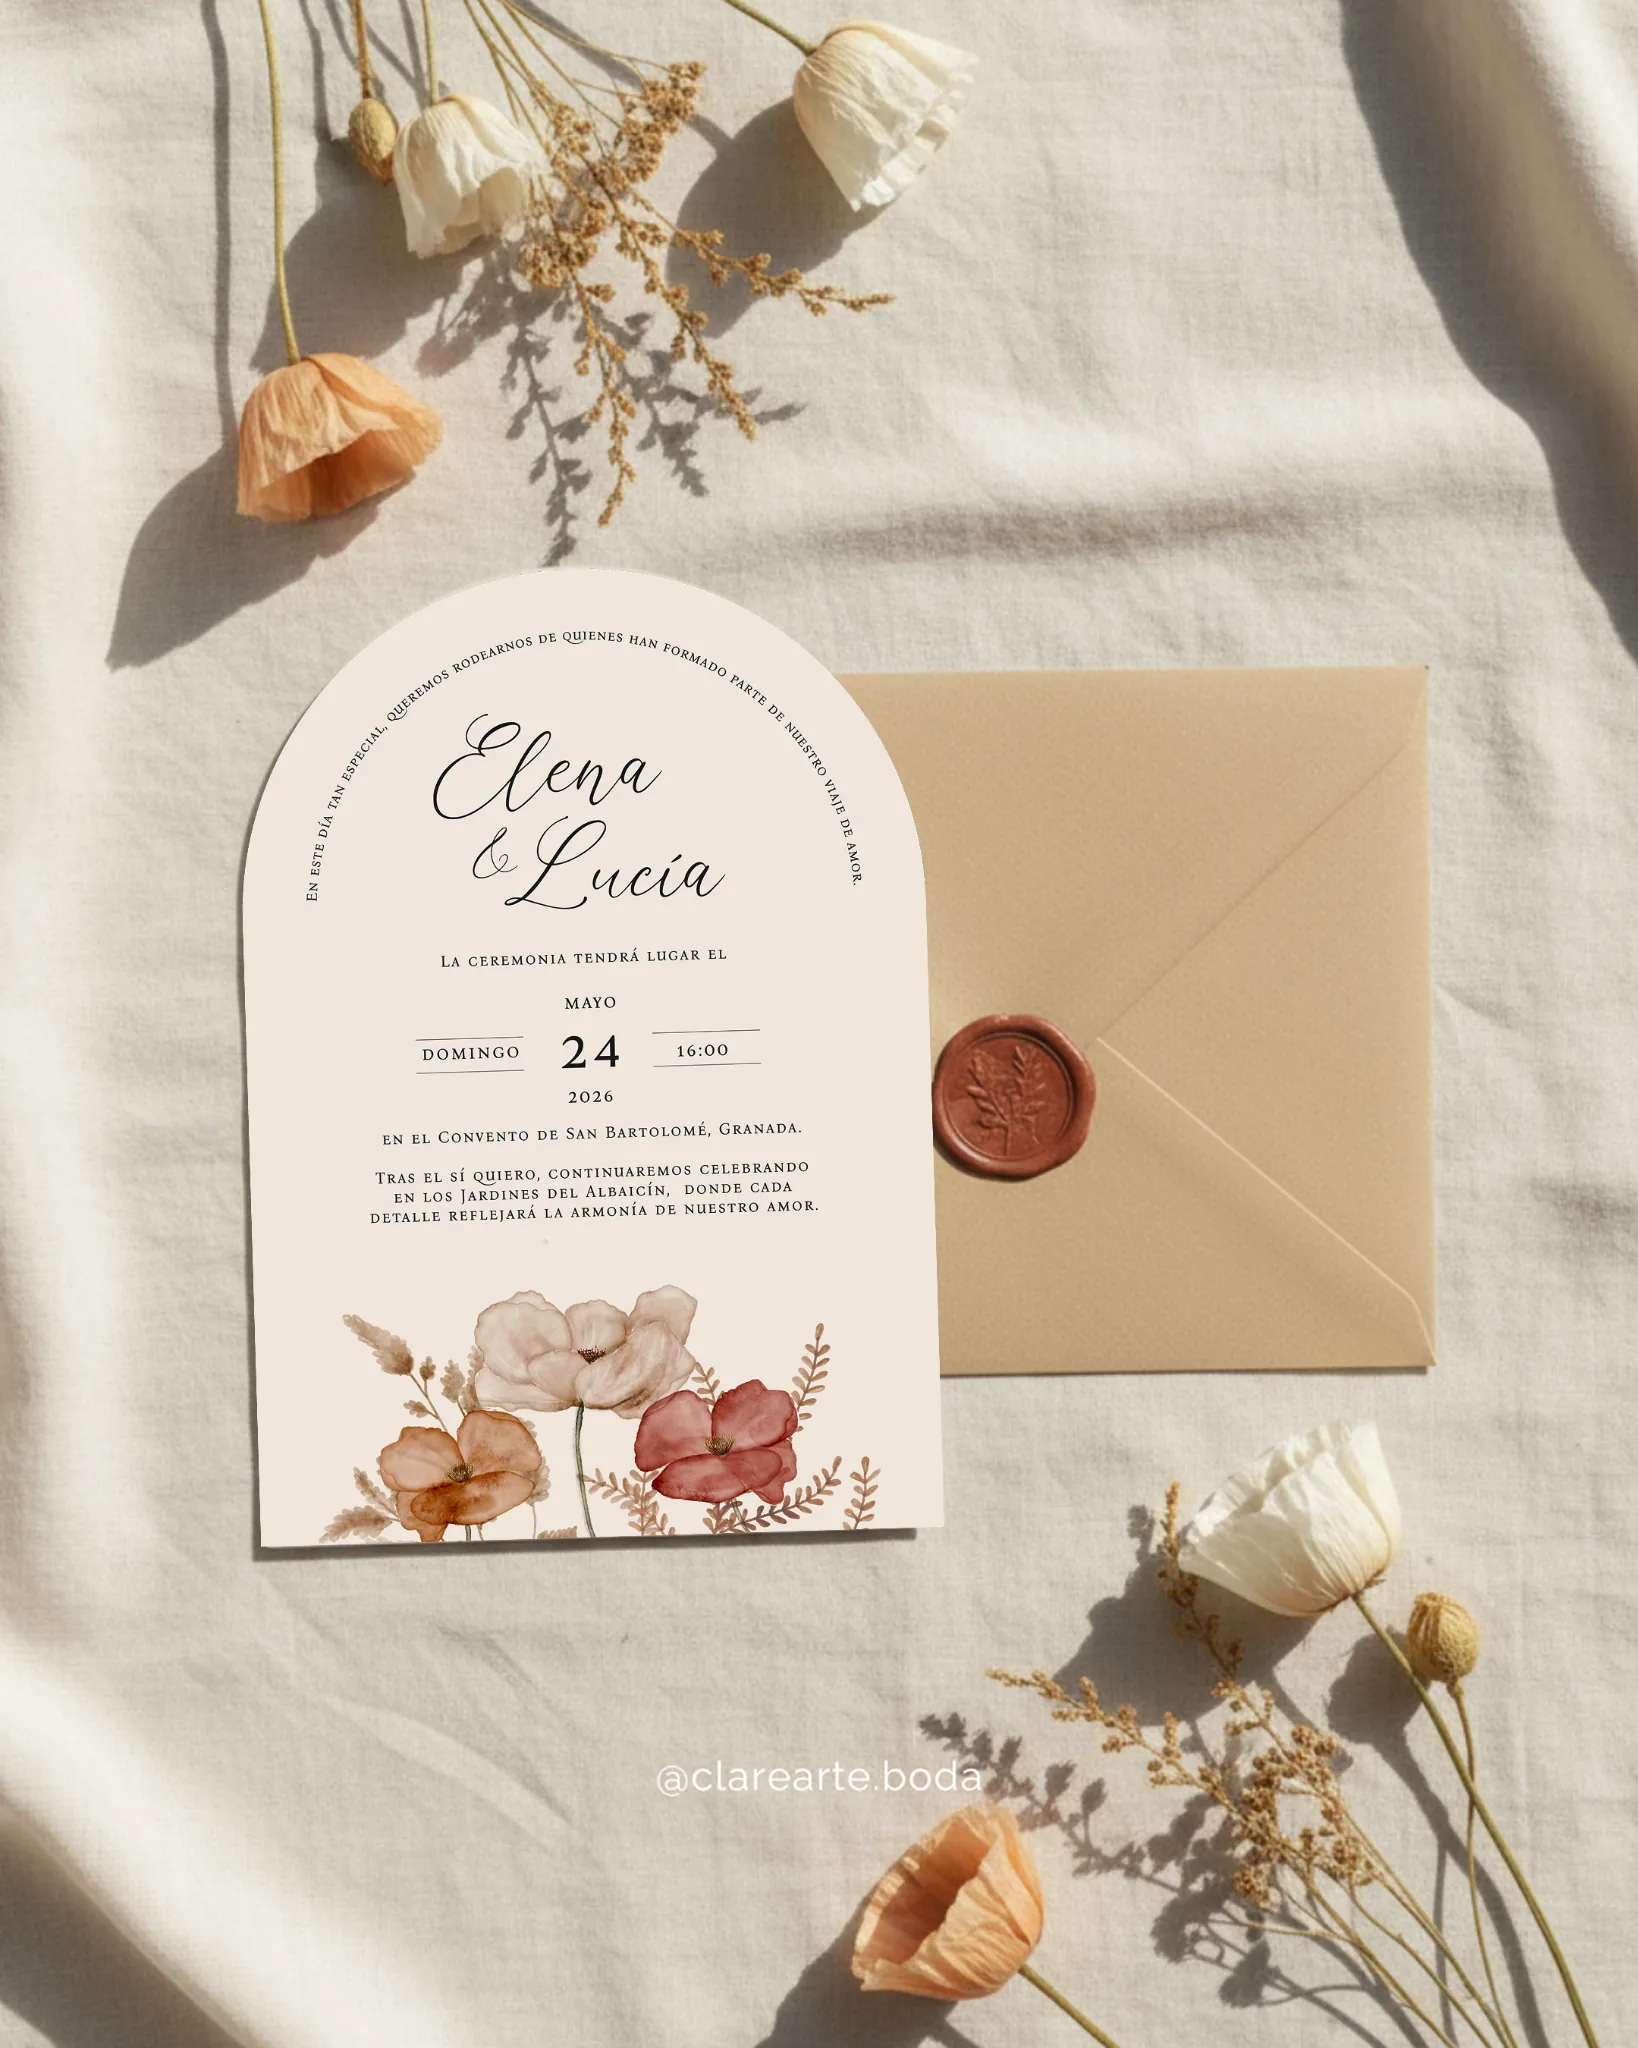 En este día tan especial, queremos rodearnos de quienes han formado parte de nuestro viaje de amor.
Elena
& Lucía
La ceremonia tendrá lugar el
mayo
domingo 24 16:00
2026
en el Convento de San Bartolomé, Granada.
Tras el sí quiero, continuaremos celebrando
en los Jardines del Albaicín, donde cada
detalle reflejará la armonía de nuestro amor.
@clarearte.boda